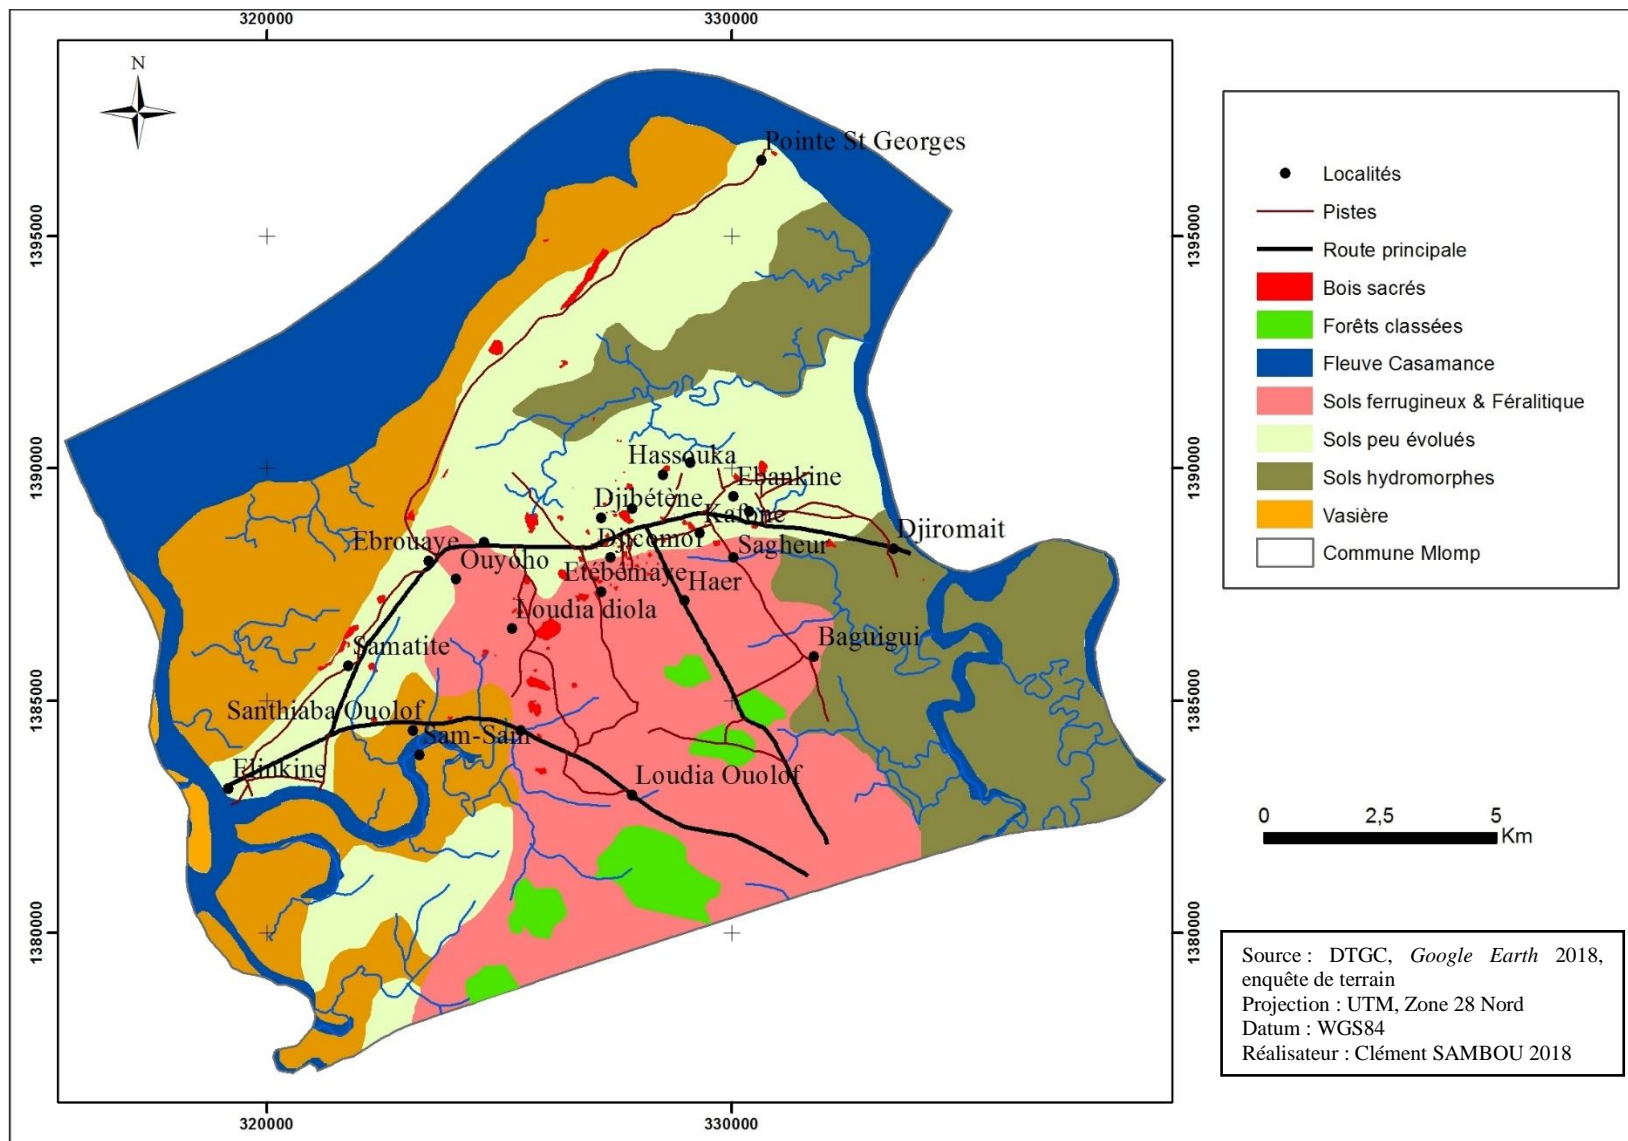 320000
330000
N
Pointe St Georges
1395000
1395000
Hassouka
1390000
1390000
Ebankine
Djibétène
Kafone
Djiromait
Ebrouaye
Djicomol
Sagheur
Ouyoho
Etébémaye
Haer
Loudia diola
Samatite
Baguigui
1385000
1385000
Santhiaba Ouolof
Sam-Sam
Elinkine
Loudia Ouolof
1380000
1380000
320000
330000
Localités
Pistes
Route principale
Bois sacrés
Forêts classées
Fleuve Casamance
Sols ferrugineux & Féralitique
Sols peu évolués
Sols hydromorphes
Vasière
Commune Mlomp
0 2,5 5
Km
Source : DTGC, Google Earth 2018,
enquête de terrain
Projection : UTM, Zone 28 Nord
Datum : WGS84
Réalisateur : Clément SAMBOU 2018